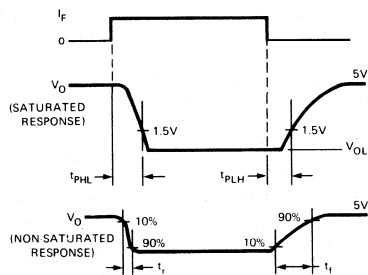 I_F
0
V_O
5V
(SATURATED
RESPONSE)
1.5V
1.5V
V_OL
t_PHL
t_PLH
V_O
10%
90%
5V
(NON-SATURATED
RESPONSE)
90%
10%
t_f
t_f